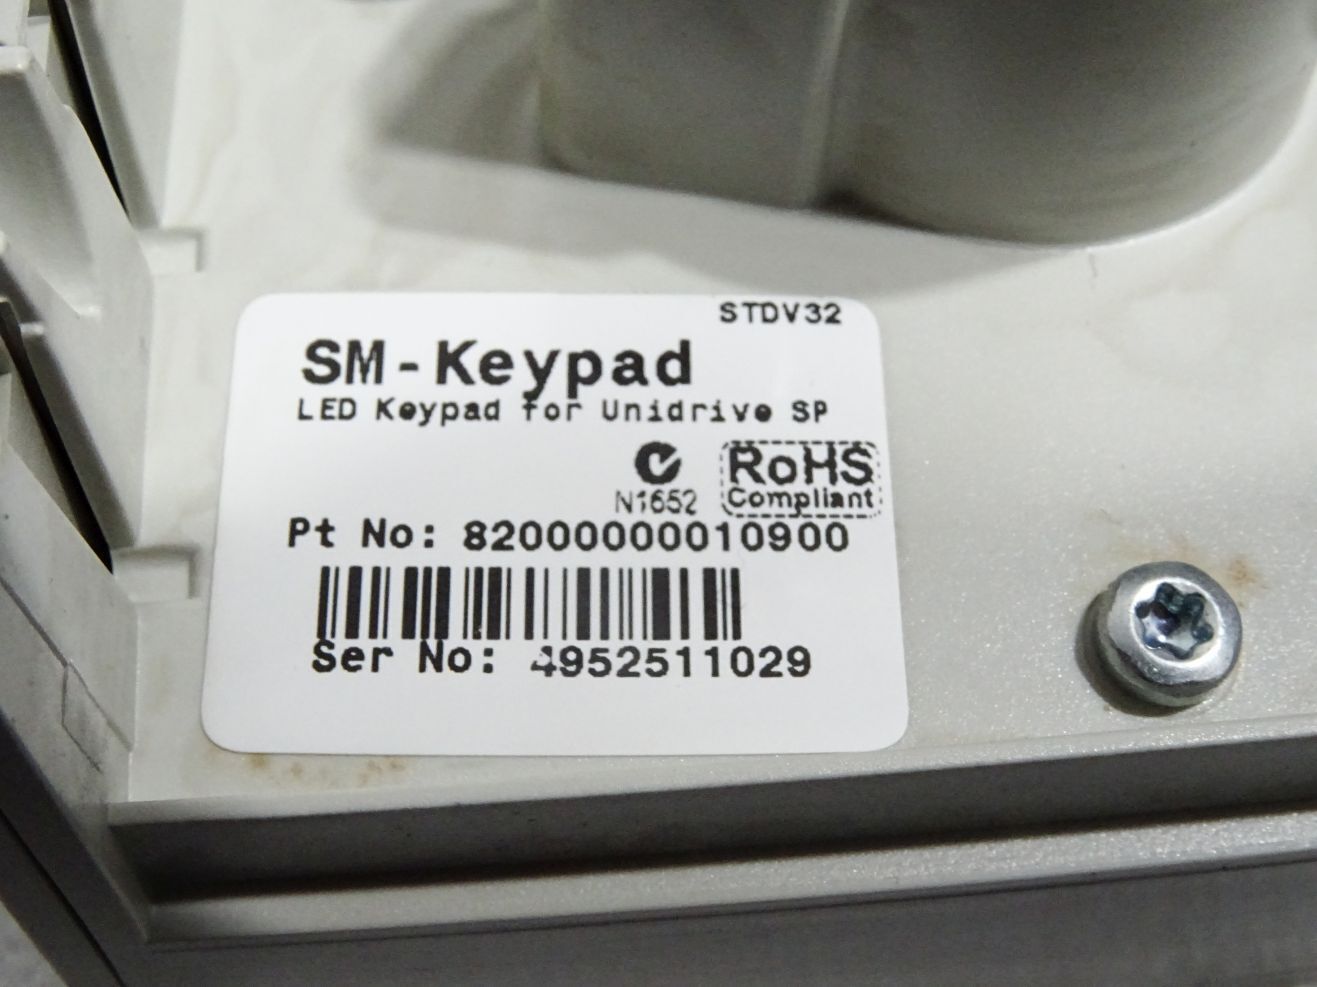 STDV32
SM-Keypad
LED Keypad for Unidrive SP
RoHS
N1652 Compliant
Pt No: 82000000010900
Ser No: 4952511029